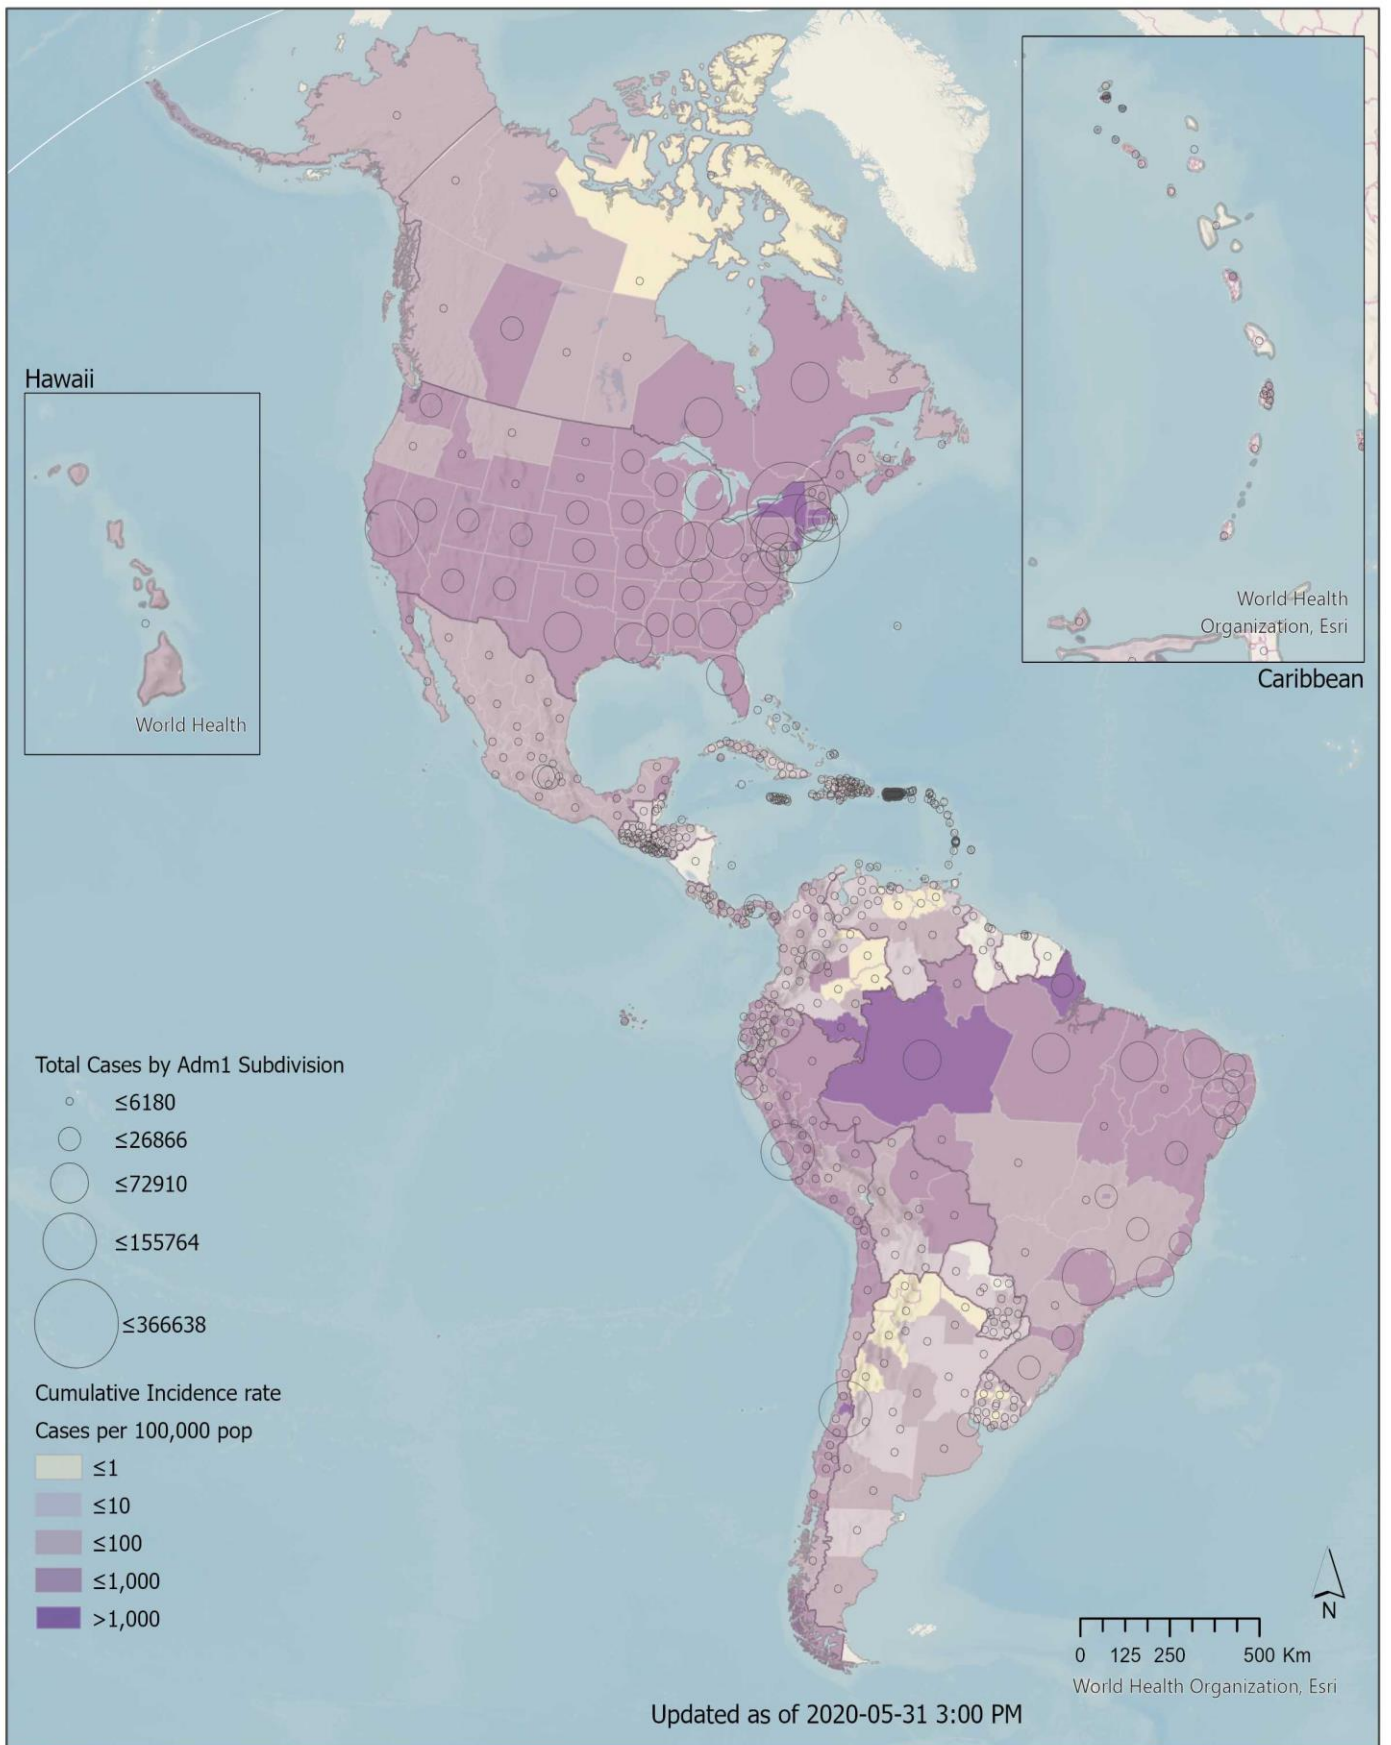 Hawaii
World Health
World Health
Organization, Esri
Caribbean
Total Cases by Adm1 Subdivision
≤6180
≤26866
≤72910
≤155764
≤366638
Cumulative Incidence rate
Cases per 100,000 pop
≤1
≤10
≤100
≤1,000
>1,000
N
0 125 250 500 Km
World Health Organization, Esri
Updated as of 2020-05-31 3:00 PM